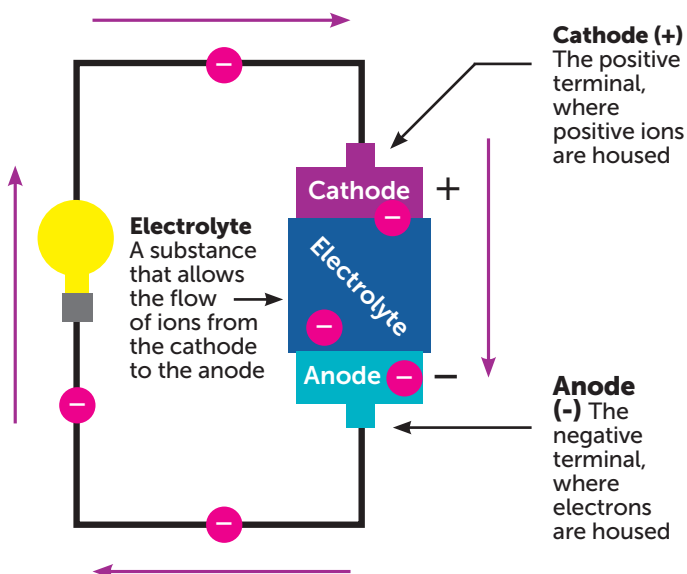 Cathode (+)
The positive
terminal,
where
positive ions
are housed
−
Cathode
+
−
Electrolyte
A substance
that allows
the flow
of ions from
the cathode
to the anode
Electrolyte
−
Anode
−
−
−
Anode
(-) The
negative
terminal,
where
electrons
are housed
−